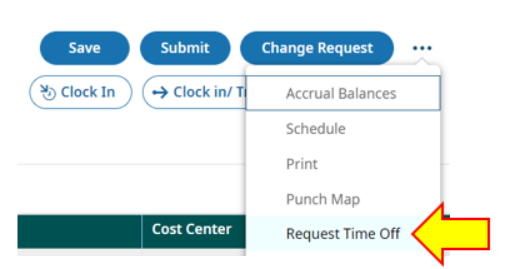 Save Submit Change Request ...
Clock In Clock in/
Accrual Balances
Schedule
Print
Punch Map
Cost Center Request Time Off